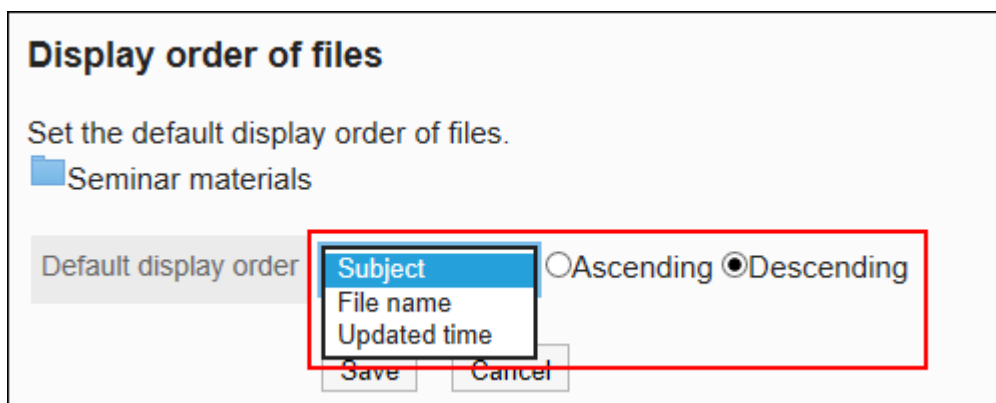 Display order of files
Set the default display order of files.
Seminar materials
Default display order Subject Ascending Descending
File name
Updated time
Save Cancel